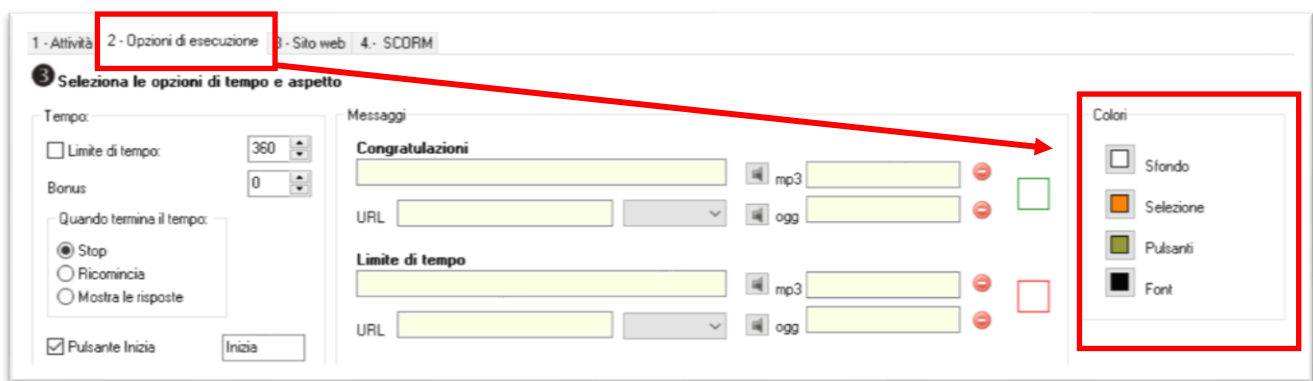 1 - Attività 2 - Opzioni di esecuzione 3 - Sito web 4.- SCORM
3 Seleziona le opzioni di tempo e aspetto
Tempo:
Limite di tempo: 360
Bonus 0
Quando termina il tempo:
Stop
Ricomincia
Mostra le risposte
Pulsante Inizia Inizia
Messaggi
Congratulazioni
mp3
URL ogg
Limite di tempo
mp3
URL ogg
Colori
Sfondo
Selezione
Pulsanti
Font